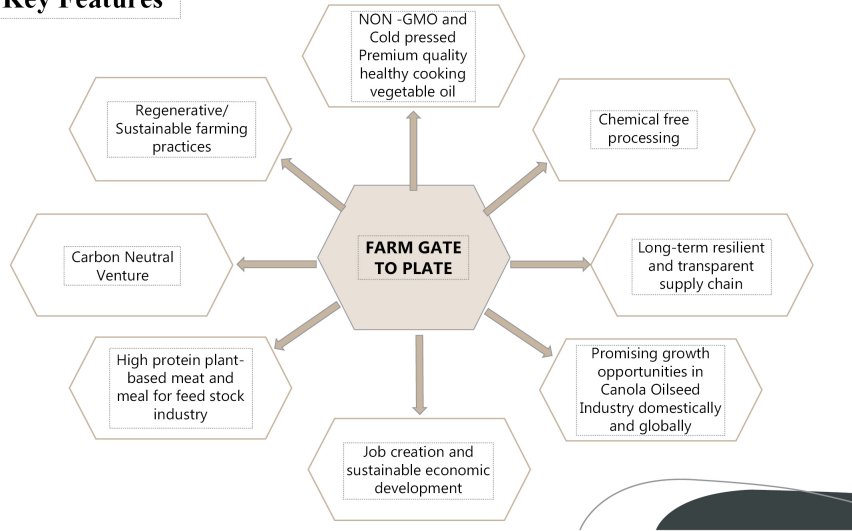 Key Features
NON -GMO and
Cold pressed
Premium quality
healthy cooking
vegetable oil
Regenerative/
Sustainable farming
practices
Chemical free
processing
Carbon Neutral
Venture
FARM GATE
TO PLATE
Long-term resilient
and transparent
supply chain
High protein plant-
based meat and
meal for feed stock
industry
Promising growth
opportunities in
Canola Oilseed
Industry domestically
and globally
Job creation and
sustainable economic
development